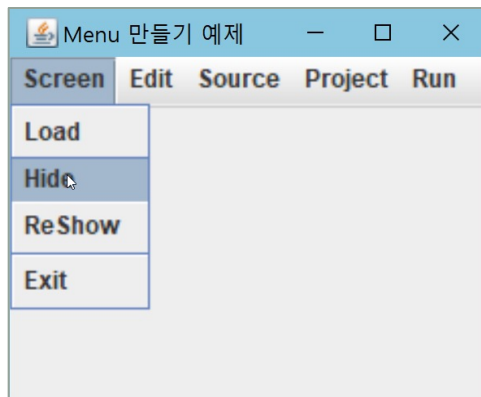 Menu 만들기 예제
Screen Edit Source Project Run
Load
Hide
ReShow
Exit